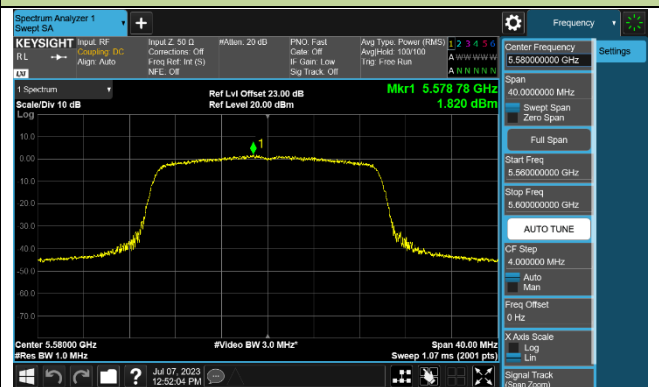 Spectrum Analyzer 1
Swept SA
+
Frequency
KEYSIGHT
RL
LXI
Input: RF
Coupling: DC
Align: Auto
Input Z: 50 Ω
Corrections: Off
Freq Ref: Int (S)
NFE: Off
#Atten: 20 dB
PNO: Fast
Gate: Off
IF Gain: Low
Sig Track: Off
Avg Type: Power (RMS)
Avg|Hold: 100/100
Trig: Free Run
1 2 3 4 5 6
A W W W W W
A N N N N N
1 Spectrum
Scale/Div 10 dB
Ref Lvl Offset 23.00 dB
Ref Level 20.00 dBm
Mkr1 5.578 78 GHz
1.820 dBm
Log
10.0
0.00
-10.0
-20.0
-30.0
-40.0
-50.0
-60.0
-70.0
1
Center 5.58000 GHz
#Res BW 1.0 MHz
#Video BW 3.0 MHz*
Span 40.00 MHz
Sweep 1.07 ms (2001 pts)
Jul 07, 2023
12:52:04 PM
?
Center Frequency
5.580000000 GHz
Settings
Span
40.0000000 MHz
Swept Span
Zero Span
Full Span
Start Freq
5.560000000 GHz
Stop Freq
5.600000000 GHz
AUTO TUNE
CF Step
4.000000 MHz
Auto
Man
Freq Offset
0 Hz
X Axis Scale
Log
Lin
Signal Track
(Span Zoom)